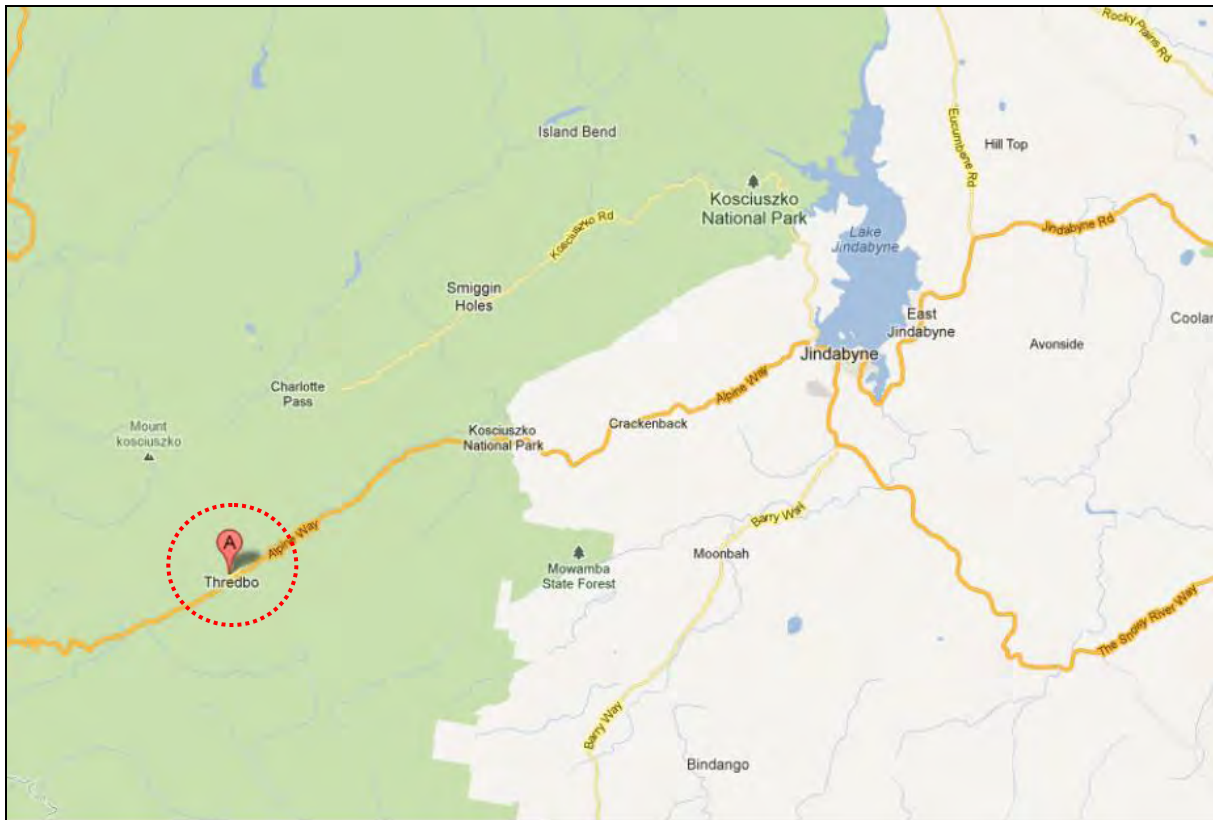 Rocky Plains Rd
Island Bend
Eucumbene Rd
Hill Top
Kosciuszko
National Park
Kosciuszko Rd
Jindabyne Rd
Lake
Jindabyne
Smiggin
Holes
East
Jindabyne
Coolar
Avonside
Jindabyne
Charlotte
Pass
Alpine Way
Mount
kosciuszko
Kosciuszko
National Park
Crackenback
A
Alpine Way
Barry Way
Moonbah
Thredbo
Mowamba
State Forest
The Snowy River Way
Barry Way
Bindango